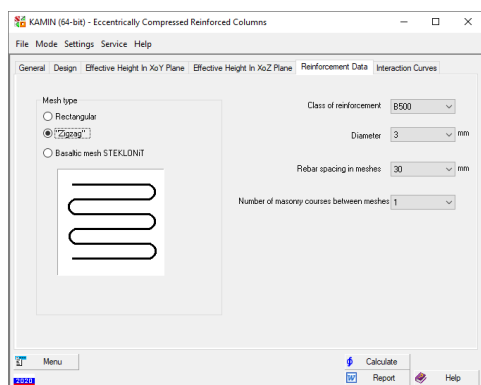 KAMIN (64-bit) - Eccentrically Compressed Reinforced Columns
File Mode Settings Service Help
General Design Effective Height In XoY Plane Effective Height In XoZ Plane Reinforcement Data Interaction Curves
Mesh type
Rectangular
"Zigzag"
Basaltic mesh STEKLONiT
Class of reinforcement B500
Diameter 3 mm
Rebar spacing in meshes 30 mm
Number of masonry courses between meshes 1
Menu Calculate
2020 Report Help